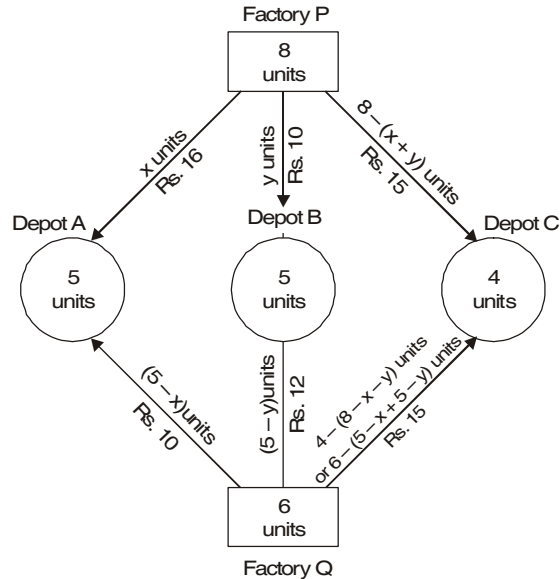 Factory P
8
units
x units
Rs. 16
y units
Rs. 10
8 – (x + y) units
Rs. 15
Depot A
Depot B
Depot C
5
units
5
units
4
units
(5 – x)units
Rs. 10
(5 – y)units
Rs. 12
4 – (8 – x – y) units
or 6 – (5 – x + 5 – y) units
Rs. 15
6
units
Factory Q